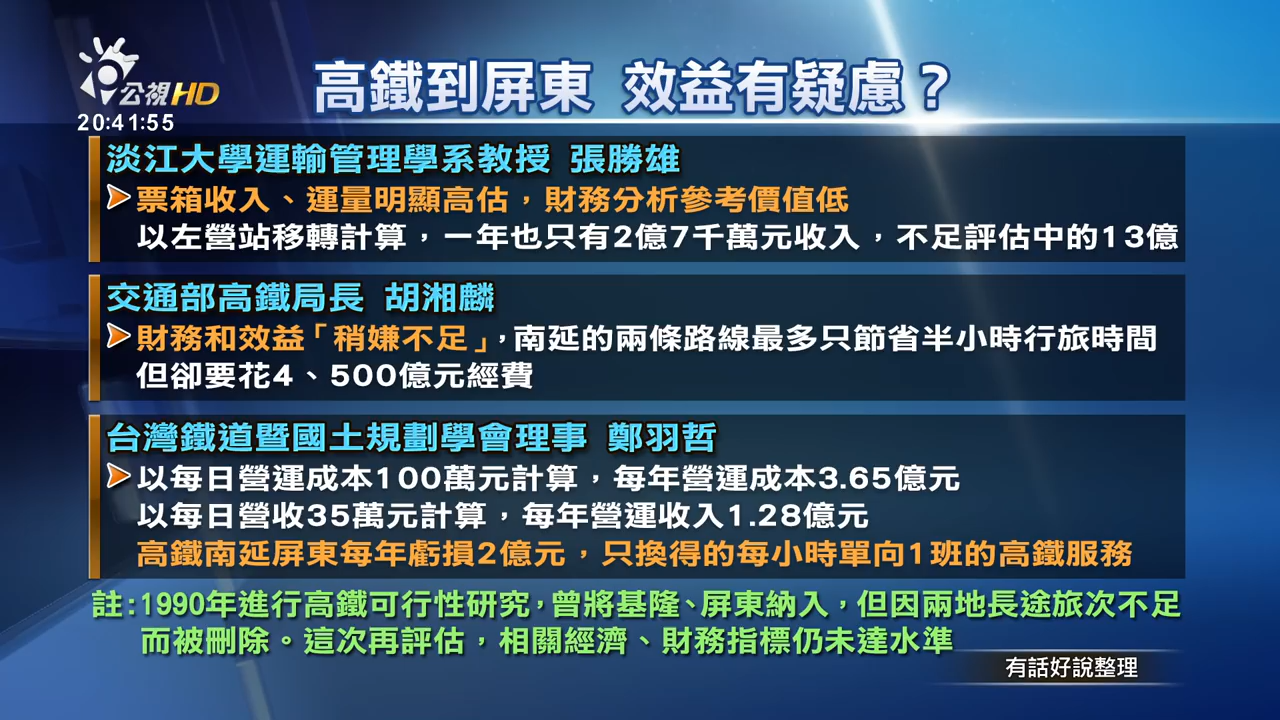 公視HD
20:41:55
高鐵到屏東 效益有疑慮？
淡江大學運輸管理學系教授 張勝雄
票箱收入、運量明顯高估，財務分析參考價值低
以左營站移轉計算，一年也只有2億7千萬元收入，不足評估中的13億
交通部高鐵局長 胡湘麟
財務和效益「稍嫌不足」，南延的兩條路線最多只節省半小時行旅時間
但卻要花4、500億元經費
台灣鐵道暨國土規劃學會理事 鄭羽哲
以每日營運成本100萬元計算，每年營運成本3.65億元
以每日營收35萬元計算，每年營運收入1.28億元
高鐵南延屏東每年虧損2億元，只換得的每小時單向1班的高鐵服務
註:1990年進行高鐵可行性研究，曾將基隆、屏東納入，但因兩地長途旅次不足
而被刪除。這次再評估，相關經濟、財務指標仍未達水準
有話好說整理